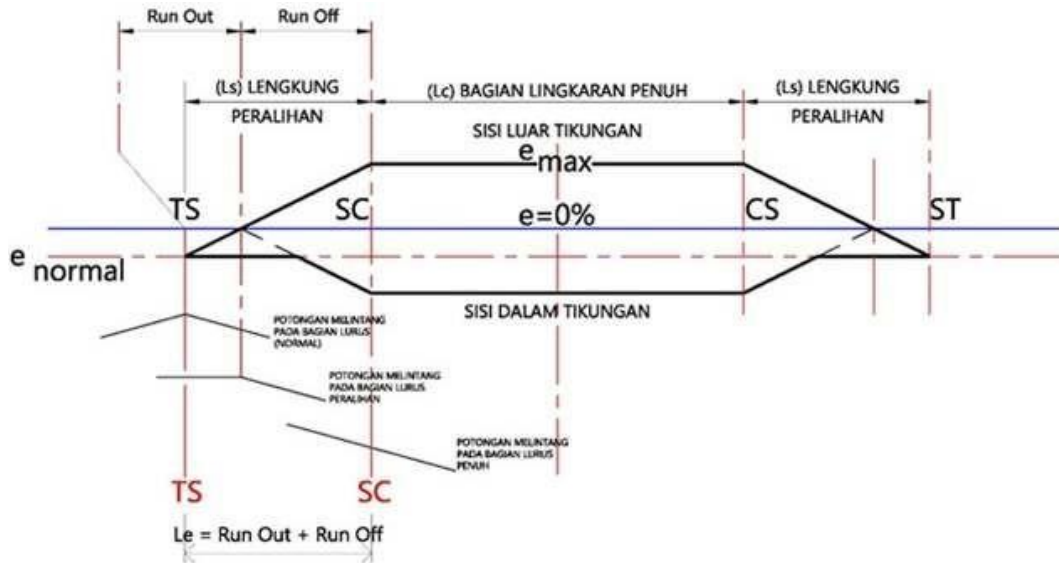 Run Out
Run Off
(Ls) LENGKUNG
PERALIHAN
(Lc) BAGIAN LINGKARAN PENUH
(Ls) LENGKUNG
PERALIHAN
SISI LUAR TIKUNGAN
e max
TS
SC
e=0%
CS
ST
e normal
SISI DALAM TIKUNGAN
POTONGAN MELINTANG
PADA BAGIAN LURUS
(NORMAL)
POTONGAN MELINTANG
PADA BAGIAN LURUS
PERALIHAN
POTONGAN MELINTANG
PADA BAGIAN LURUS
PENUH
TS
SC
Le = Run Out + Run Off